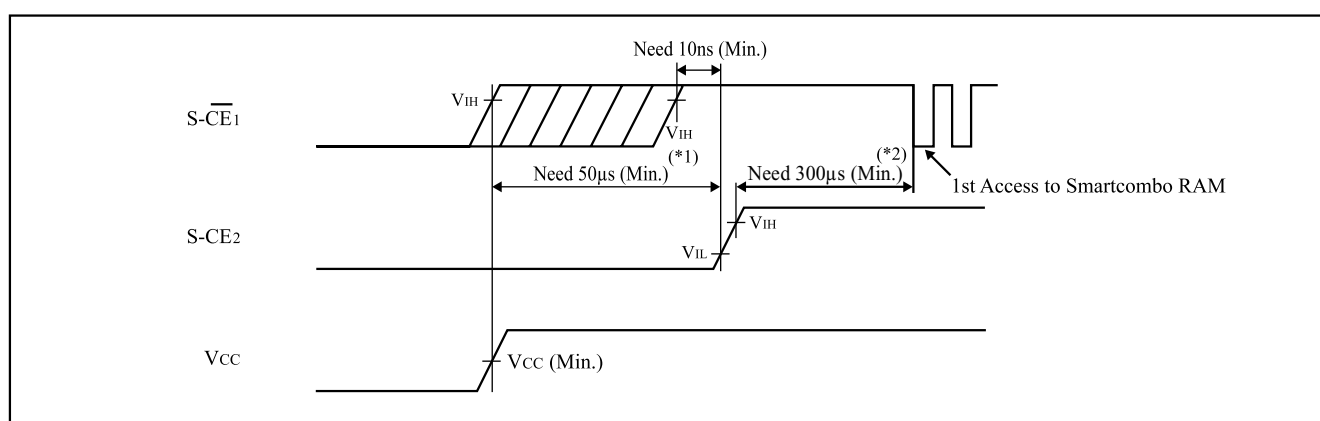 Need 10ns (Min.)
S-CE1
VIH
VIH
(*1)
(*2)
Need 50µs (Min.)
Need 300µs (Min.)
1st Access to Smartcombo RAM
S-CE2
VIH
VIL
VCC
VCC (Min.)